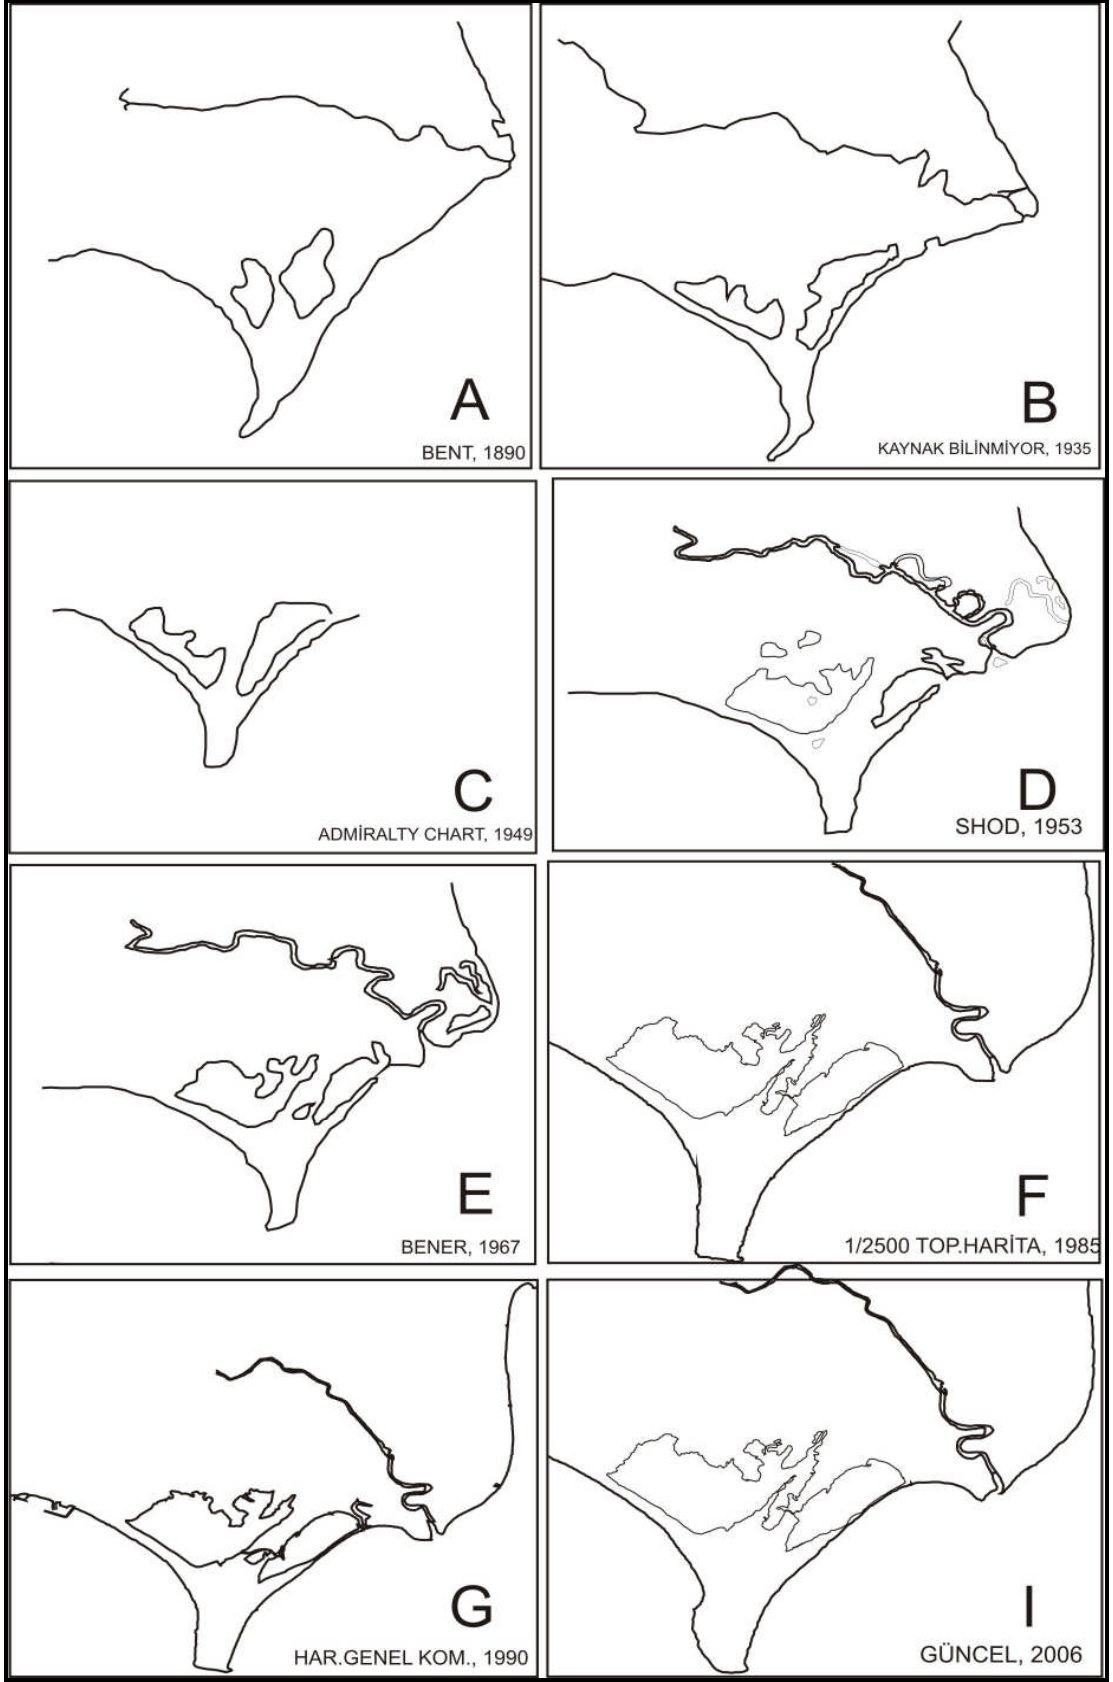 A
BENT, 1890
B
KAYNAK BİLİNMİYOR, 1935
C
ADMİRALTY CHART, 1949
D
SHOD, 1953
E
BENER, 1967
F
1/2500 TOP.HARİTA, 1985
G
HAR.GENEL KOM., 1990
I
GÜNCEL, 2006